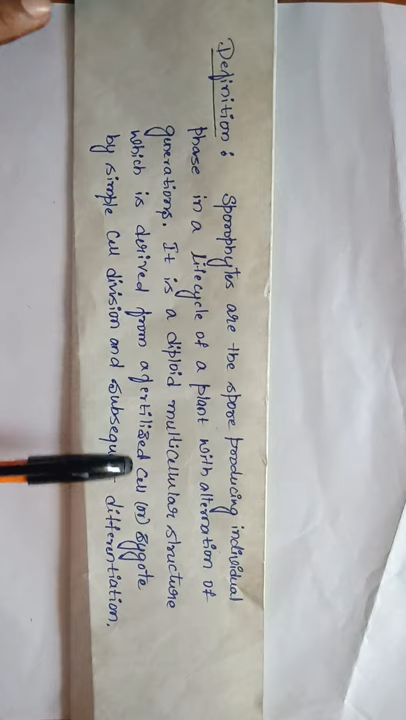 Definition : Sporophytes are the spore producing individual
phase in a lifecycle of a plant with alternation of
generations. It is a diploid multicellular structure
which is derived from a fertilized cell (or) zygote
by simple cell division and differentiation.